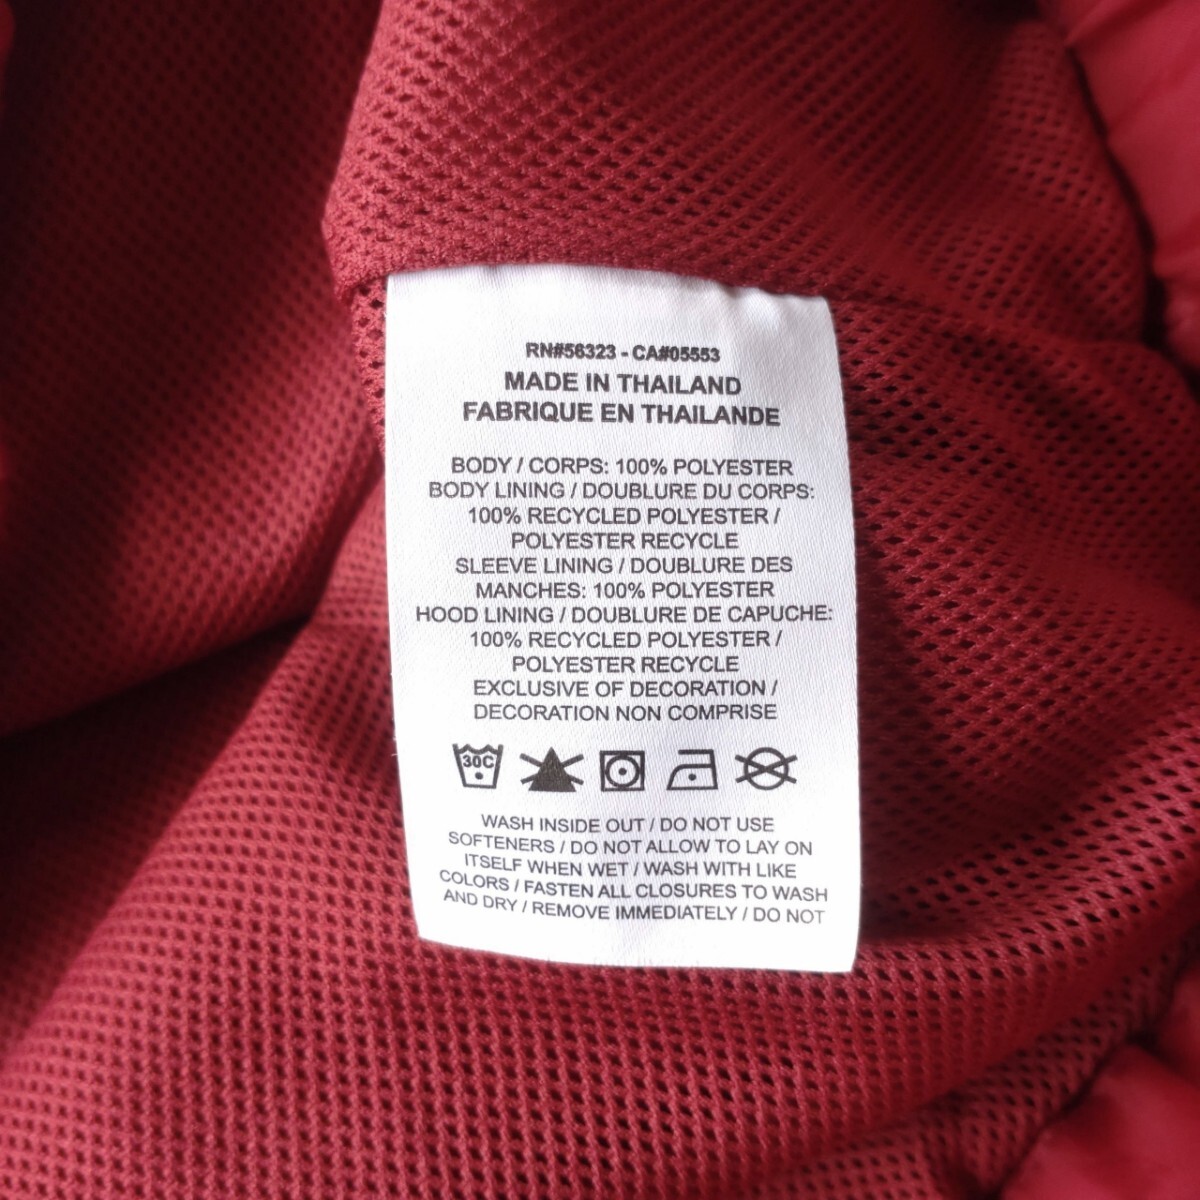 RN#56323 - CA#05553
MADE IN THAILAND
FABRIQUE EN THAILANDE
BODY / CORPS: 100% POLYESTER
BODY LINING / DOUBLURE DU CORPS:
100% RECYCLED POLYESTER /
POLYESTER RECYCLE
SLEEVE LINING / DOUBLURE DES
MANCHES: 100% POLYESTER
HOOD LINING / DOUBLURE DE CAPUCHE:
100% RECYCLED POLYESTER /
POLYESTER RECYCLE
EXCLUSIVE OF DECORATION /
DECORATION NON COMPRISE
30C
WASH INSIDE OUT / DO NOT USE
SOFTENERS / DO NOT ALLOW TO LAY ON
ITSELF WHEN WET / WASH WITH LIKE
COLORS / FASTEN ALL CLOSURES TO WASH
AND DRY / REMOVE IMMEDIATELY / DO NOT